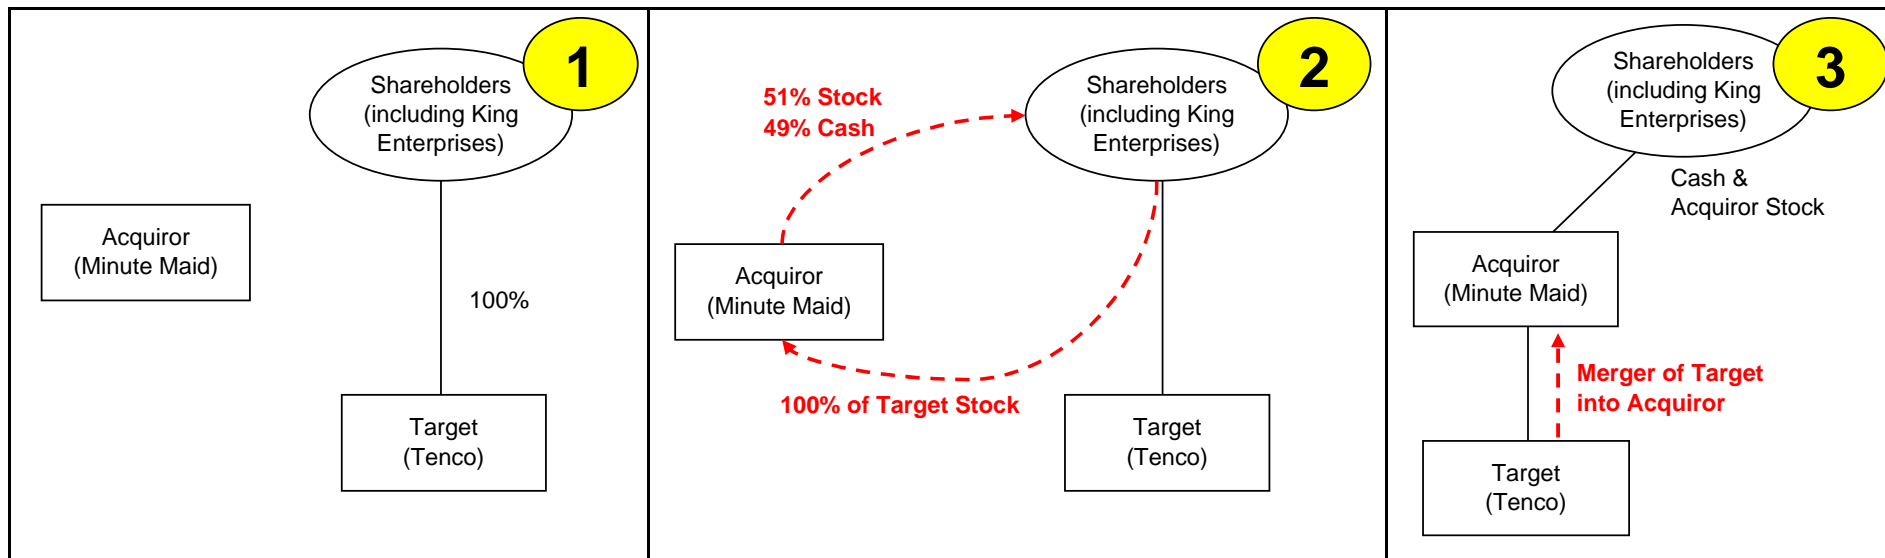 1
Shareholders
(including King
Enterprises)
Acquiror
(Minute Maid)
100%
Target
(Tenco)
2
51% Stock
49% Cash
Shareholders
(including King
Enterprises)
Acquiror
(Minute Maid)
100% of Target Stock
Target
(Tenco)
3
Shareholders
(including King
Enterprises)
Cash &
Acquiror Stock
Acquiror
(Minute Maid)
Merger of Target
into Acquiror
Target
(Tenco)